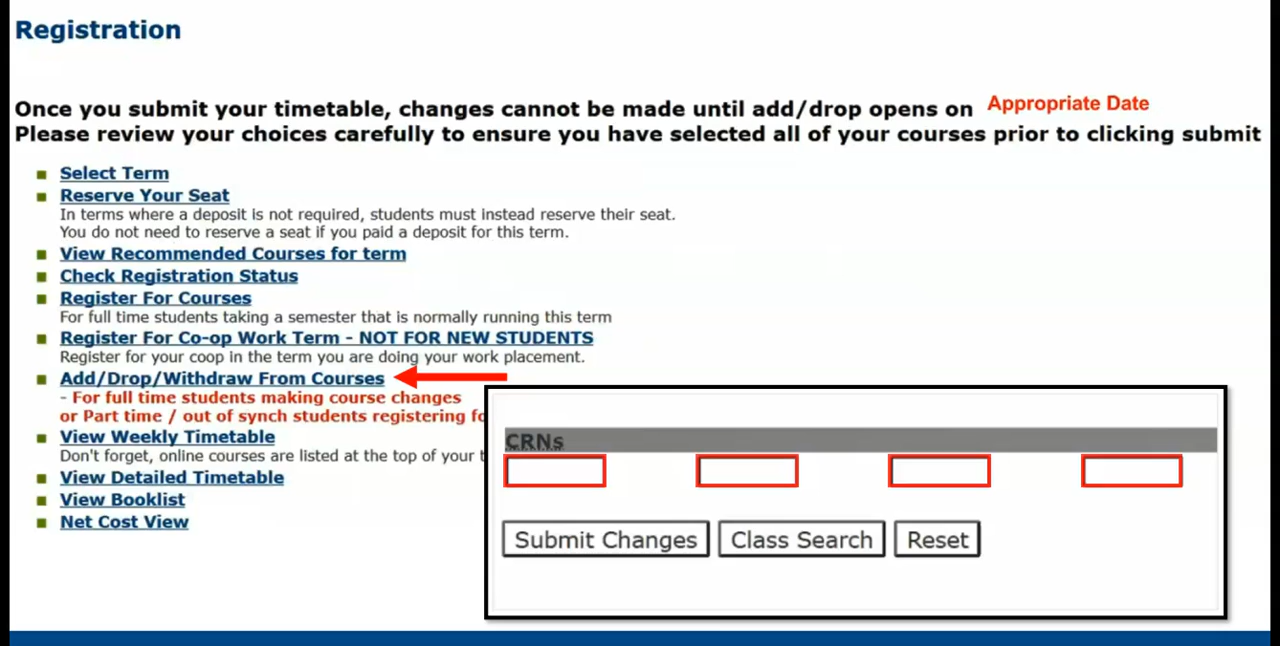 Registration
Once you submit your timetable, changes cannot be made until add/drop opens on Appropriate Date
Please review your choices carefully to ensure you have selected all of your courses prior to clicking submit
Select Term
Reserve Your Seat
In terms where a deposit is not required, students must instead reserve their seat.
You do not need to reserve a seat if you paid a deposit for this term.
View Recommended Courses for term
Check Registration Status
Register For Courses
For full time students taking a semester that is normally running this term
Register For Co-op Work Term - NOT FOR NEW STUDENTS
Register for your coop in the term you are doing your work placement.
Add/Drop/Withdraw From Courses
- For full time students making course changes
or Part time / out of synch students registering
View Weekly Timetable
Don't forget, online courses are listed at the top of your
View Detailed Timetable
View Booklist
Net Cost View
CRNs
Submit Changes Class Search Reset